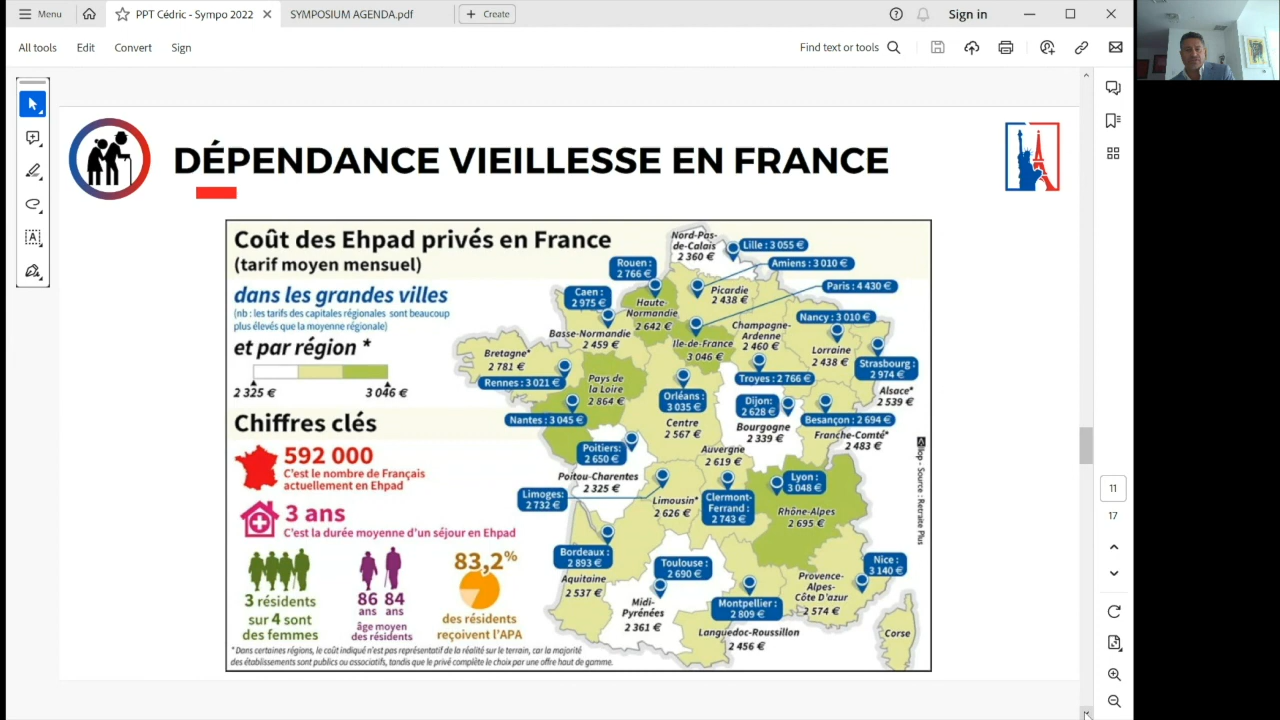 Menu
PPT Cédric - Sympo 2022
SYMPOSIUM AGENDA.pdf
Create
Sign in
All tools
Edit
Convert
Sign
Find text or tools
DÉPENDANCE VIEILLESSE EN FRANCE
Coût des Ehpad privés en France
(tarif moyen mensuel)
dans les grandes villes
(nb : les tarifs des capitales régionales sont beaucoup
plus élevés que la moyenne régionale)
et par région *
2 325 €
3 046 €
Chiffres clés
592 000
C'est le nombre de Français
actuellement en Ehpad
3 ans
C'est la durée moyenne d'un séjour en Ehpad
3 résidents
sur 4 sont
des femmes
86 84
ans ans
âge moyen
des résidents
83,2%
des résidents
reçoivent l'APA
* Dans certaines régions, le coût indiqué n'est pas représentatif de la réalité sur le terrain, car la majorité
des établissements sont publics ou associatifs, tandis que le privé complète le choix par une offre haut de gamme.
Nord-Pas-
de-Calais
2 360 €
Lille : 3 055 €
Amiens : 3 010 €
Paris : 4 430 €
Rouen :
2 766 €
Caen :
2 975 €
Picardie
2 438 €
Haute-
Normandie
2 642 €
Basse-Normandie
2 459 €
Ile-de-France
3 046 €
Champagne-
Ardenne
2 460 €
Nancy : 3 010 €
Lorraine
2 438 €
Strasbourg :
2 974 €
Alsace*
2 539 €
Bretagne*
2 781 €
Rennes : 3 021 €
Pays de
la Loire
2 864 €
Nantes : 3 045 €
Orléans :
3 035 €
Centre
2 567 €
Troyes : 2 766 €
Dijon:
2 628 €
Bourgogne
2 339 €
Besançon : 2 694 €
Franche-Comté*
2 483 €
Poitiers:
2 650 €
Poitou-Charentes
2 325 €
Limoges:
2 732 €
Limousin*
2 626 €
Auvergne
2 619 €
Clermont-
Ferrand :
2 743 €
Lyon :
3 048 €
Rhône-Alpes
2 695 €
Bordeaux :
2 893 €
Aquitaine
2 537 €
Toulouse :
2 690 €
Midi-
Pyrénées
2 361 €
Montpellier :
2 809 €
Languedoc-Roussillon
2 456 €
Provence-
Alpes-
Côte D'azur
2 574 €
Nice :
3 140 €
Corse
- Source : Retraite Plus
11
17